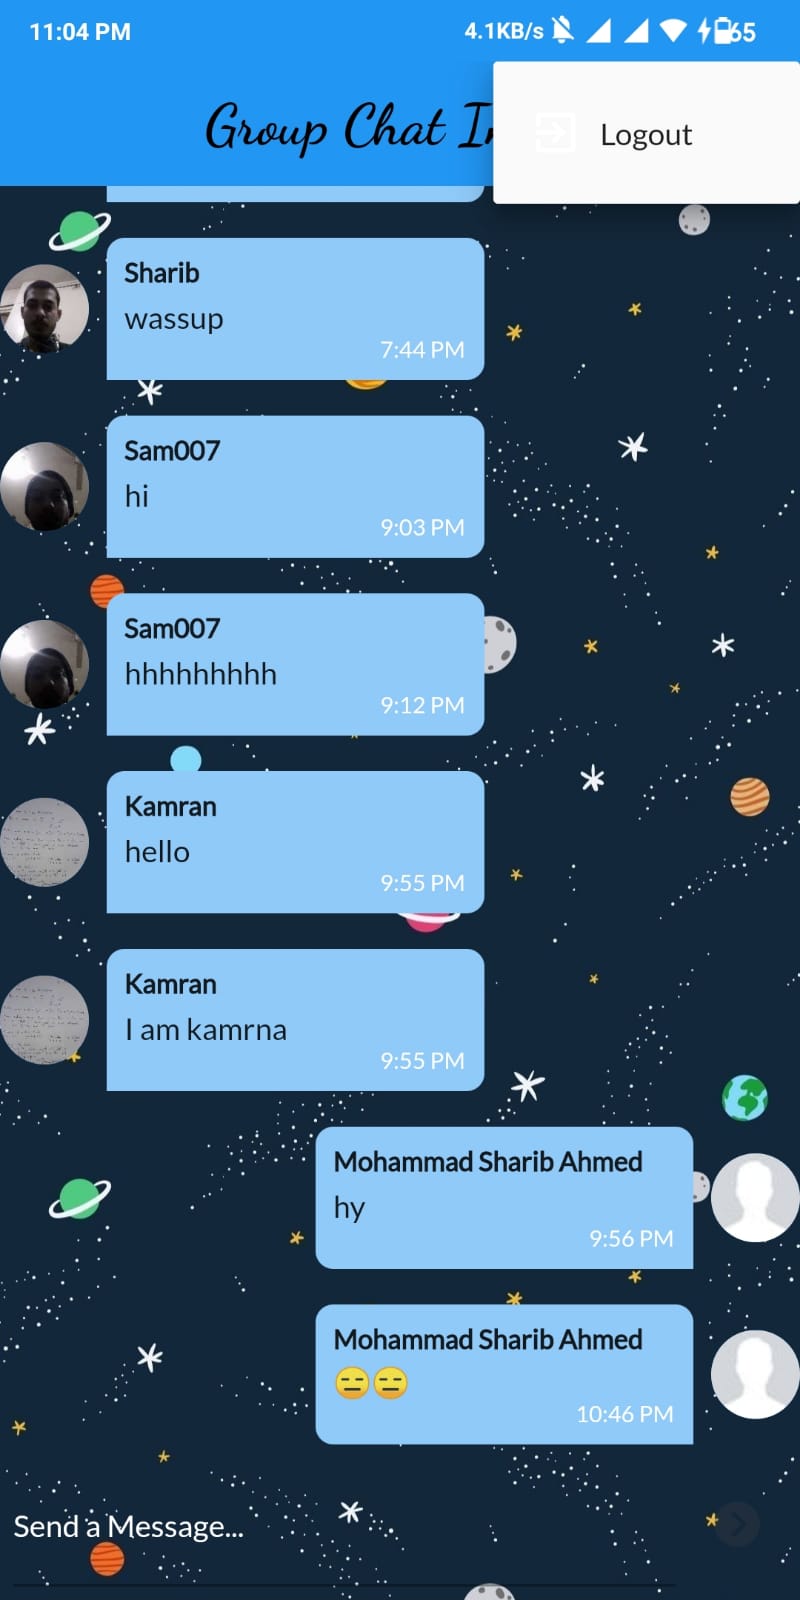 11:04 PM 4.1KB/s 65
Group Chat
Logout
Sharib
wassup
7:44 PM
Sam007
hi
9:03 PM
Sam007
hhhhhhhhh
9:12 PM
Kamran
hello
9:55 PM
Kamran
I am kamrna
9:55 PM
Mohammad Sharib Ahmed
hy
9:56 PM
Mohammad Sharib Ahmed
😑😑
10:46 PM
Send a Message...